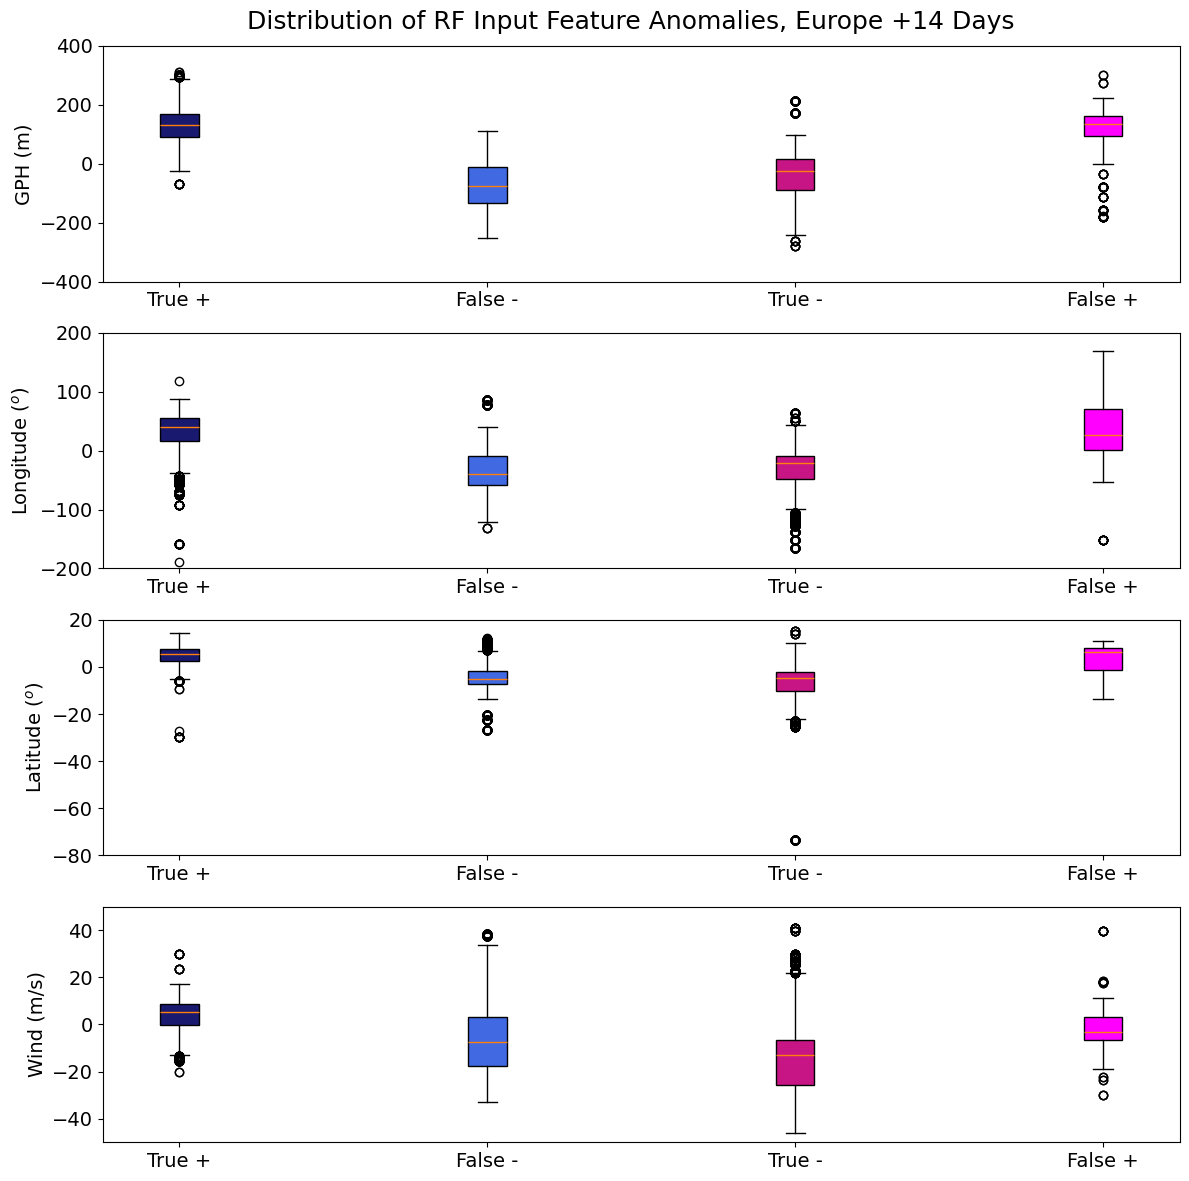 Distribution of RF Input Feature Anomalies, Europe +14 Days
GPH (m)
400
200
0
−200
−400
True +
False -
True -
False +
Longitude (°)
200
100
0
−100
−200
True +
False -
True -
False +
Latitude (°)
20
0
−20
−40
−60
−80
True +
False -
True -
False +
Wind (m/s)
40
20
0
−20
−40
True +
False -
True -
False +